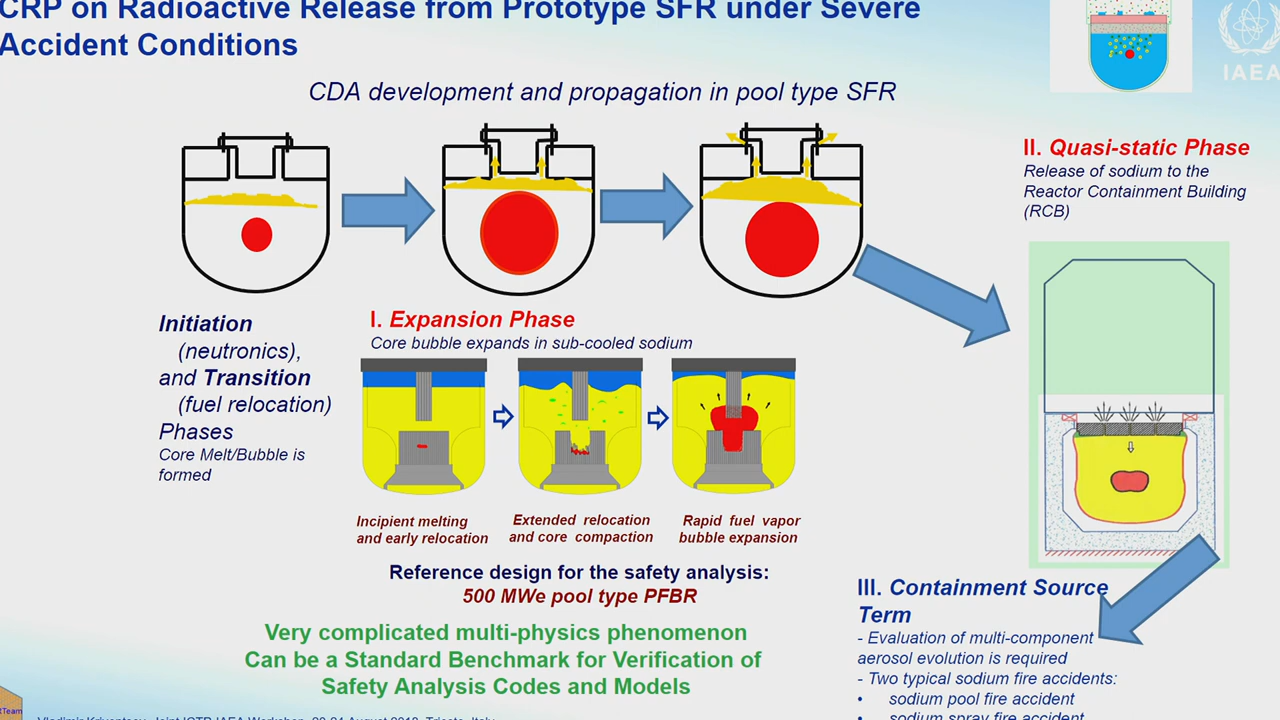 CRP on Radioactive Release from Prototype SFR under Severe
Accident Conditions
IAEA
CDA development and propagation in pool type SFR
II. Quasi-static Phase
Release of sodium to the
Reactor Containment Building
(RCB)
Initiation
(neutronics),
and Transition
(fuel relocation)
Phases
Core Melt/Bubble is
formed
I. Expansion Phase
Core bubble expands in sub-cooled sodium
Incipient melting
and early relocation
Extended relocation
and core compaction
Rapid fuel vapor
bubble expansion
Reference design for the safety analysis:
500 MWe pool type PFBR
Very complicated multi-physics phenomenon
Can be a Standard Benchmark for Verification of
Safety Analysis Codes and Models
III. Containment Source
Term
- Evaluation of multi-component
aerosol evolution is required
- Two typical sodium fire accidents:
• sodium pool fire accident
• sodium spray fire accident